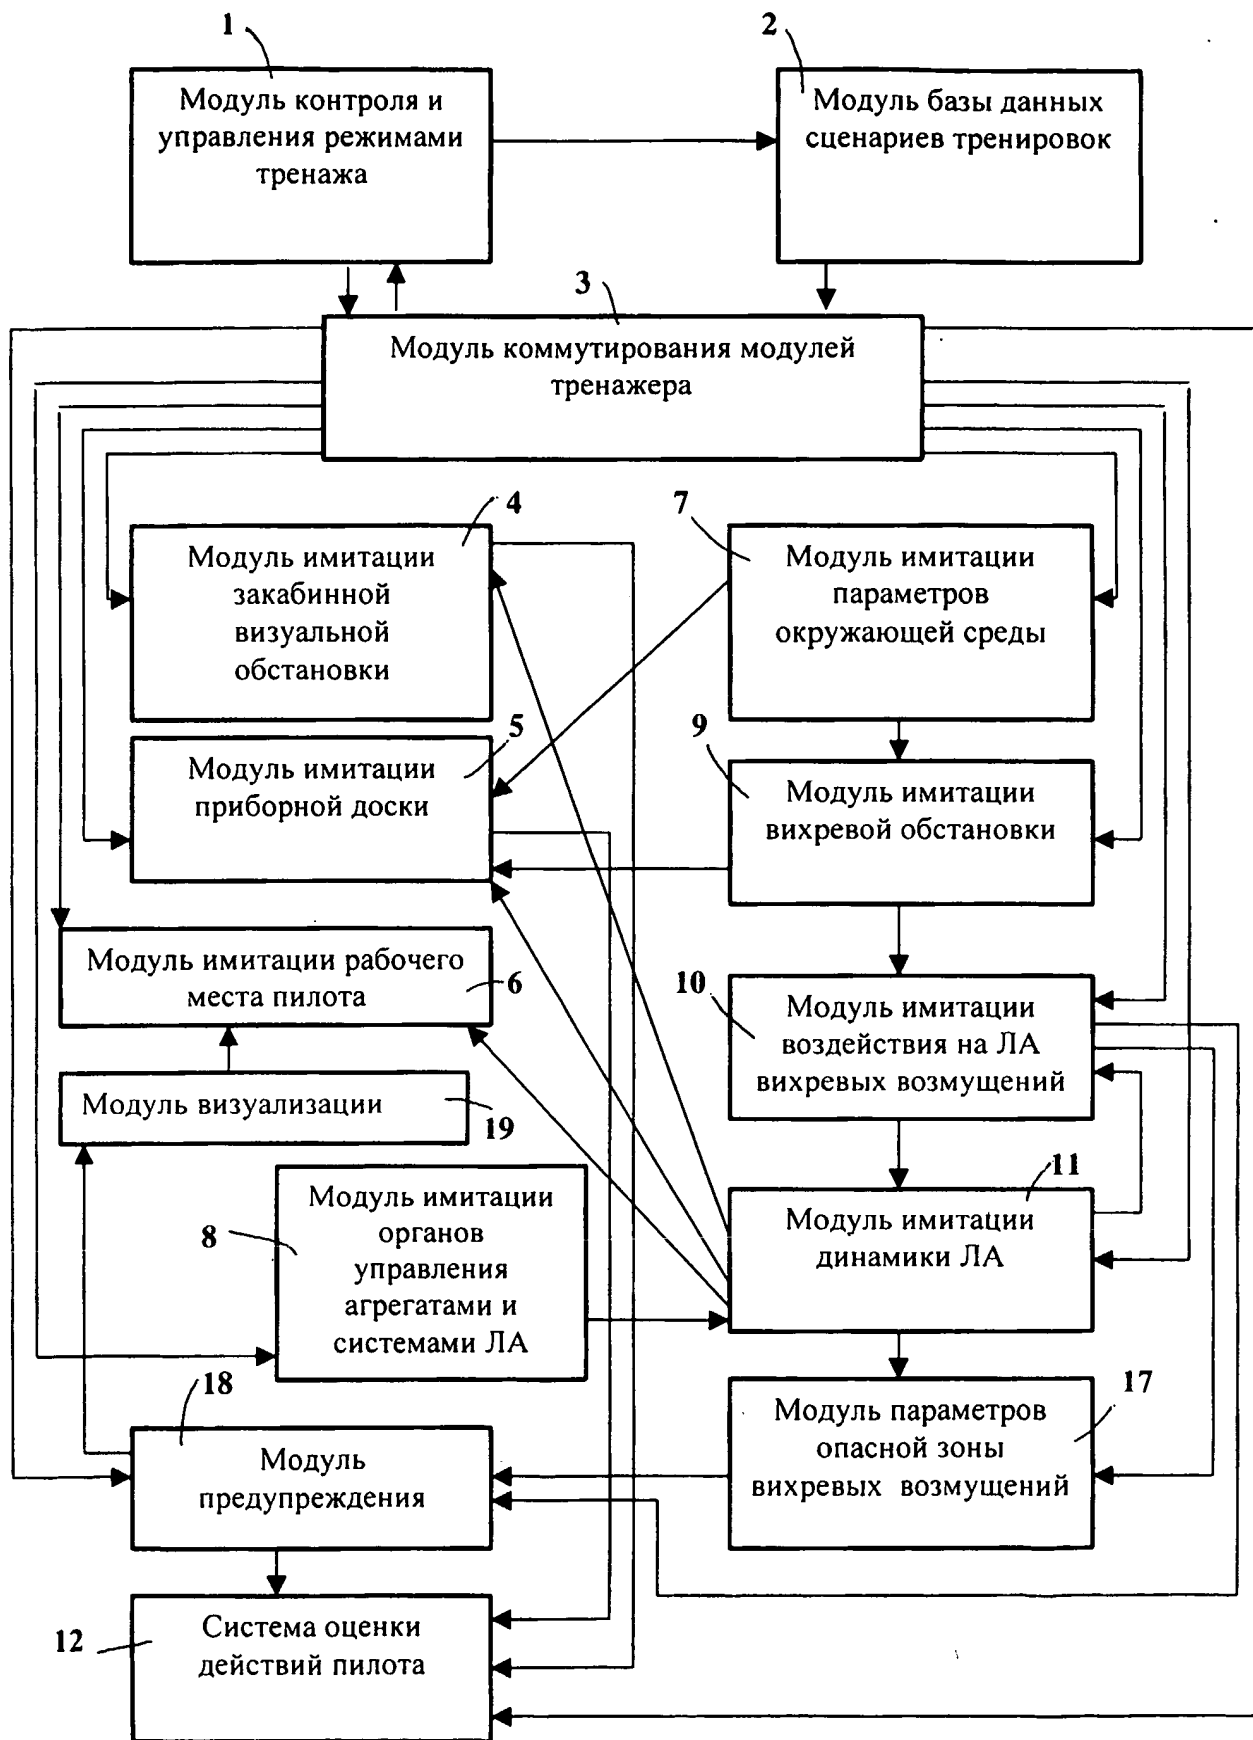 1
Модуль контроля и
управления режимами
тренажа
2
Модуль базы данных
сценариев тренировок
3
Модуль коммутирования модулей
тренажера
4
Модуль имитации
закабинной
визуальной
обстановки
7
Модуль имитации
параметров
окружающей среды
5
Модуль имитации
приборной доски
9
Модуль имитации
вихревой обстановки
Модуль имитации рабочего
места пилота
6
10
Модуль имитации
воздействия на ЛА
вихревых возмущений
Модуль визуализации
19
8
Модуль имитации
органов
управления
агрегатами и
системами ЛА
11
Модуль имитации
динамики ЛА
18
Модуль
предупреждения
17
Модуль параметров
опасной зоны
вихревых возмущений
12
Система оценки
действий пилота